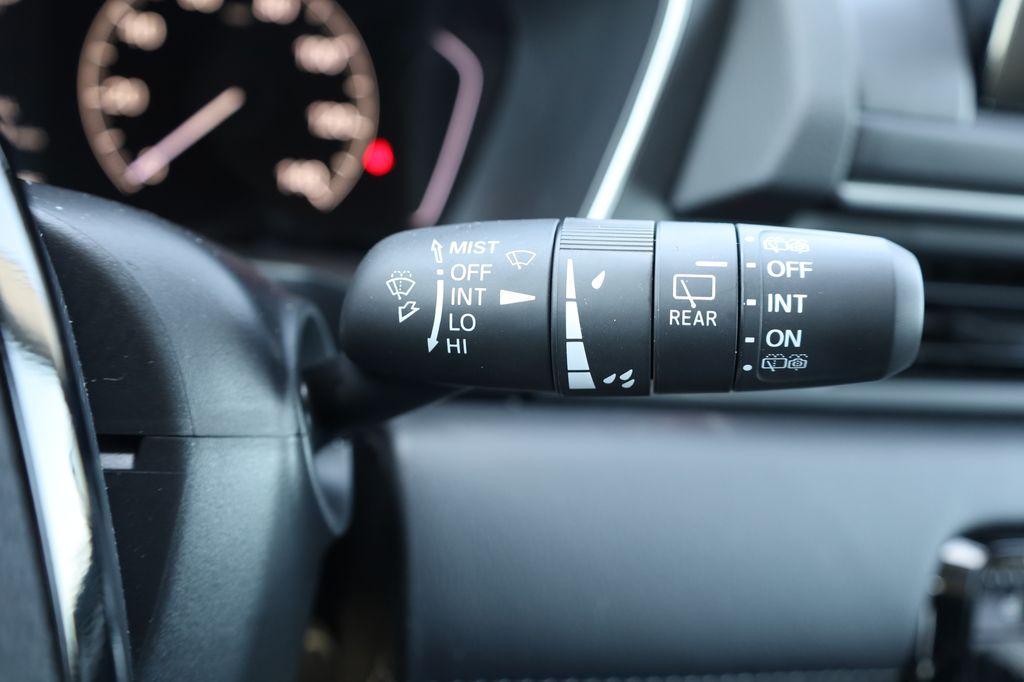 MIST
OFF
INT
LO
HI
REAR
OFF
INT
ON